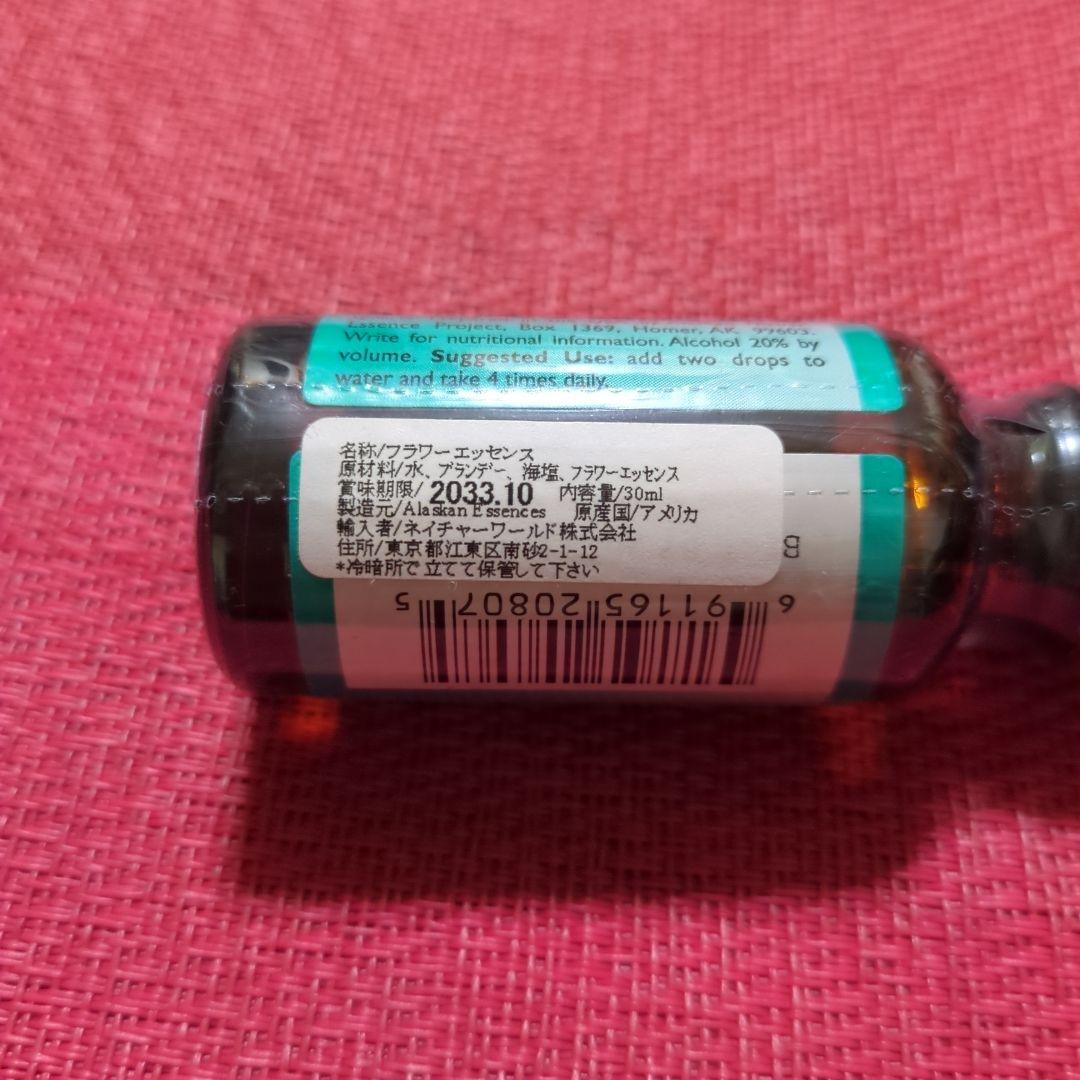 Essence Project, Box 1369, Homer, AK 99603.
Write for nutritional information. Alcohol 20% by
volume. Suggested Use: add two drops to
water and take 4 times daily.
名称/フラワーエッセンス
原材料/水、ブランデー、海塩、フラワーエッセンス
賞味期限/ 2033.10 内容量/30ml
製造元/Alaskan Essences 原産国/アメリカ
輸入者/ネイチャーワールド株式会社
住所/東京都江東区南砂2-1-12
*冷暗所で立てて保管して下さい
B
6 91165 20807 5